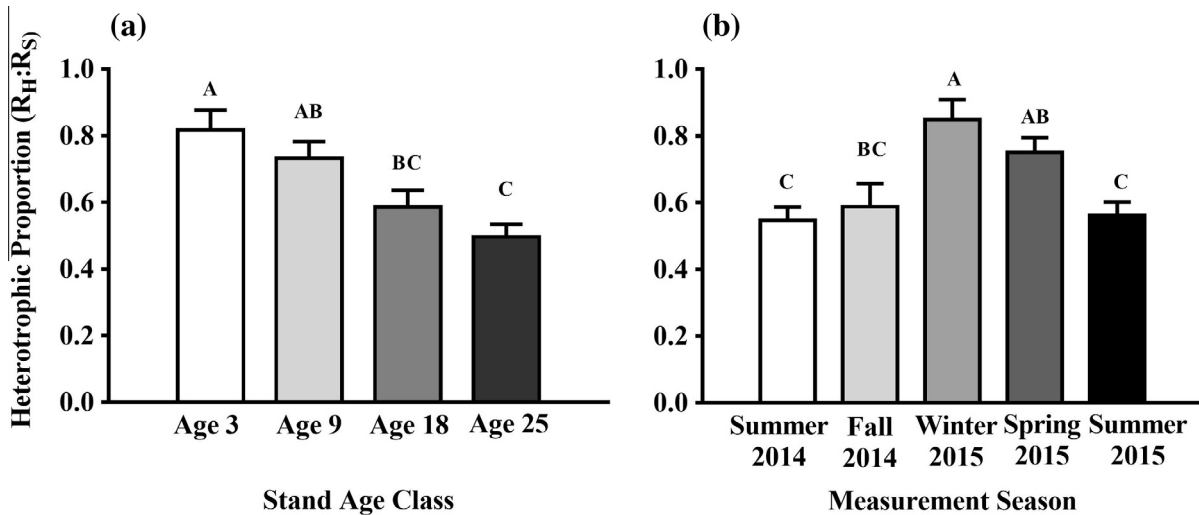 Heterotrophic Proportion (RH:RS)
(a)
1.0
0.8
0.6
0.4
0.2
0.0
A
AB
BC
C
Age 3 Age 9 Age 18 Age 25
Stand Age Class
(b)
1.0
0.8
0.6
0.4
0.2
0.0
C
BC
A
AB
C
Summer Fall Winter Spring Summer
2014 2014 2015 2015 2015
Measurement Season